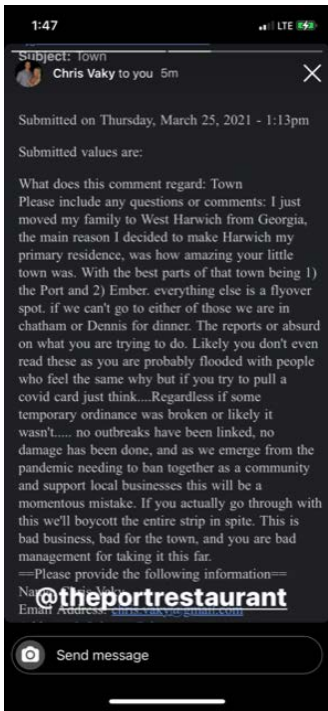 1:47
LTE
Subject: Town
Chris Vaky to you 5m
Submitted on Thursday, March 25, 2021 - 1:13pm
Submitted values are:
What does this comment regard: Town
Please include any questions or comments: I just
moved my family to West Harwich from Georgia,
the main reason I decided to make Harwich my
primary residence, was how amazing your little
town was. With the best parts of that town being 1)
the Port and 2) Ember. everything else is a flyover
spot. if we can't go to either of those we are in
chatham or Dennis for dinner. The reports or absurd
on what you are trying to do. Likely you don't even
read these as you are probably flooded with people
who feel the same why but if you try to pull a
covid card just think....Regardless if some
temporary ordinance was broken or likely it
wasn't..... no outbreaks have been linked, no
damage has been done, and as we emerge from the
pandemic needing to ban together as a community
and support local businesses this will be a
momentous mistake. If you actually go through with
this we'll boycott the entire strip in spite. This is
bad business, bad for the town, and you are bad
management for taking it this far.
==Please provide the following information==
@theportrestaurant
Email Address: chris.vaky@gmail.com
Send message